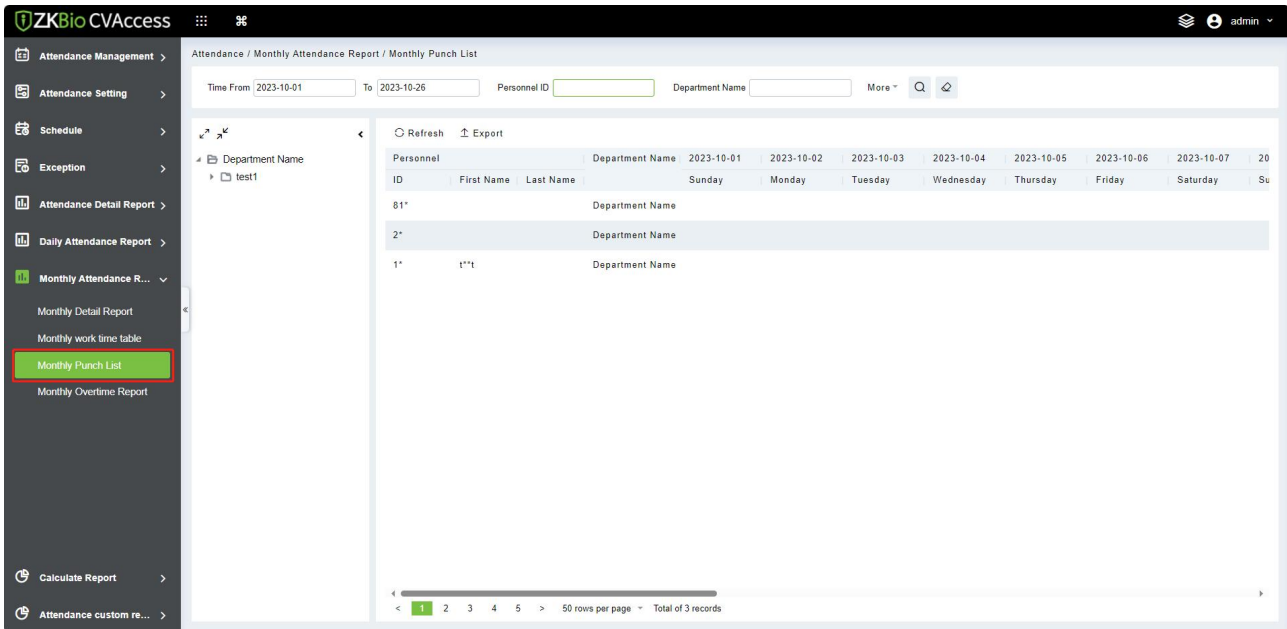 ZKBio CVAccess
admin
Attendance Management
Attendance Setting
Schedule
Exception
Attendance Detail Report
Daily Attendance Report
Monthly Attendance R...
Monthly Detail Report
Monthly work time table
Monthly Punch List
Monthly Overtime Report
Calculate Report
Attendance custom re...
Attendance / Monthly Attendance Report / Monthly Punch List
Time From 2023-10-01 To 2023-10-26 Personnel ID Department Name More
Department Name
test1
Refresh Export
Personnel Department Name 2023-10-01 2023-10-02 2023-10-03 2023-10-04 2023-10-05 2023-10-06 2023-10-07 20
ID First Name Last Name Sunday Monday Tuesday Wednesday Thursday Friday Saturday Su
81* Department Name
2* Department Name
1* t**t Department Name
< 1 2 3 4 5 > 50 rows per page Total of 3 records